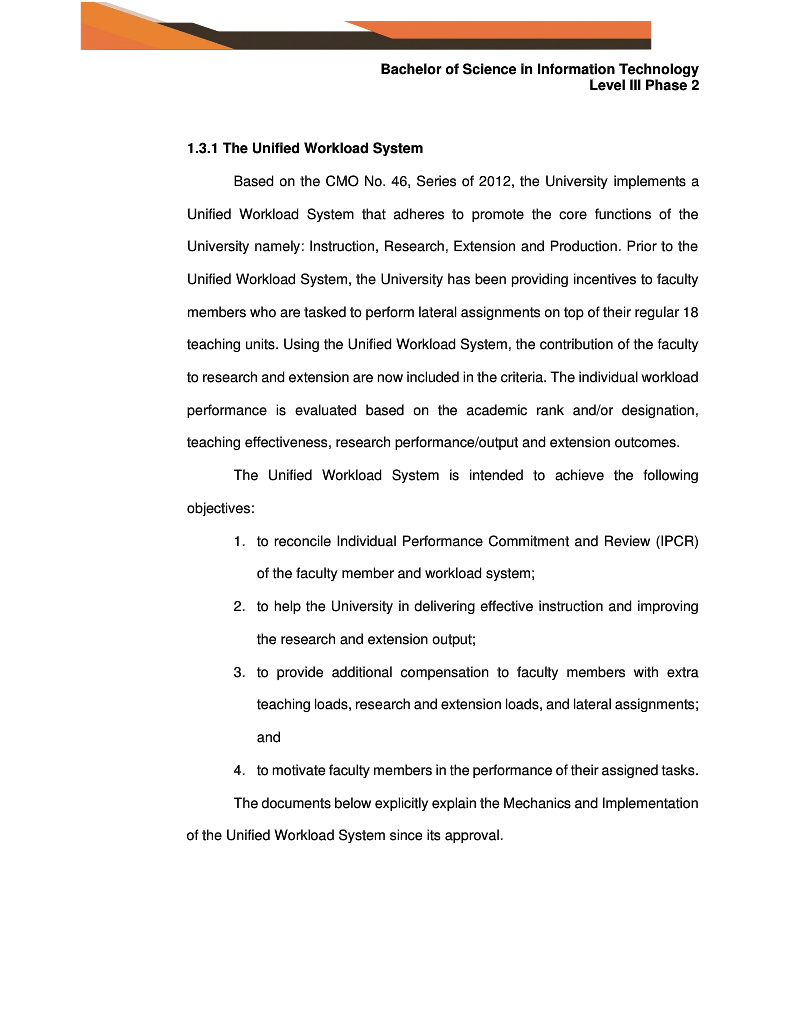 Bachelor of Science in Information Technology
Level III Phase 2
1.3.1 The Unified Workload System
Based on the CMO No. 46, Series of 2012, the University implements a
Unified Workload System that adheres to promote the core functions of the
University namely: Instruction, Research, Extension and Production. Prior to the
Unified Workload System, the University has been providing incentives to faculty
members who are tasked to perform lateral assignments on top of their regular 18
teaching units. Using the Unified Workload System, the contribution of the faculty
to research and extension are now included in the criteria. The individual workload
performance is evaluated based on the academic rank and/or designation,
teaching effectiveness, research performance/output and extension outcomes.
The Unified Workload System is intended to achieve the following
objectives:
1. to reconcile Individual Performance Commitment and Review (IPCR)
of the faculty member and workload system;
2. to help the University in delivering effective instruction and improving
the research and extension output;
3. to provide additional compensation to faculty members with extra
teaching loads, research and extension loads, and lateral assignments;
and
4. to motivate faculty members in the performance of their assigned tasks.
The documents below explicitly explain the Mechanics and Implementation
of the Unified Workload System since its approval.